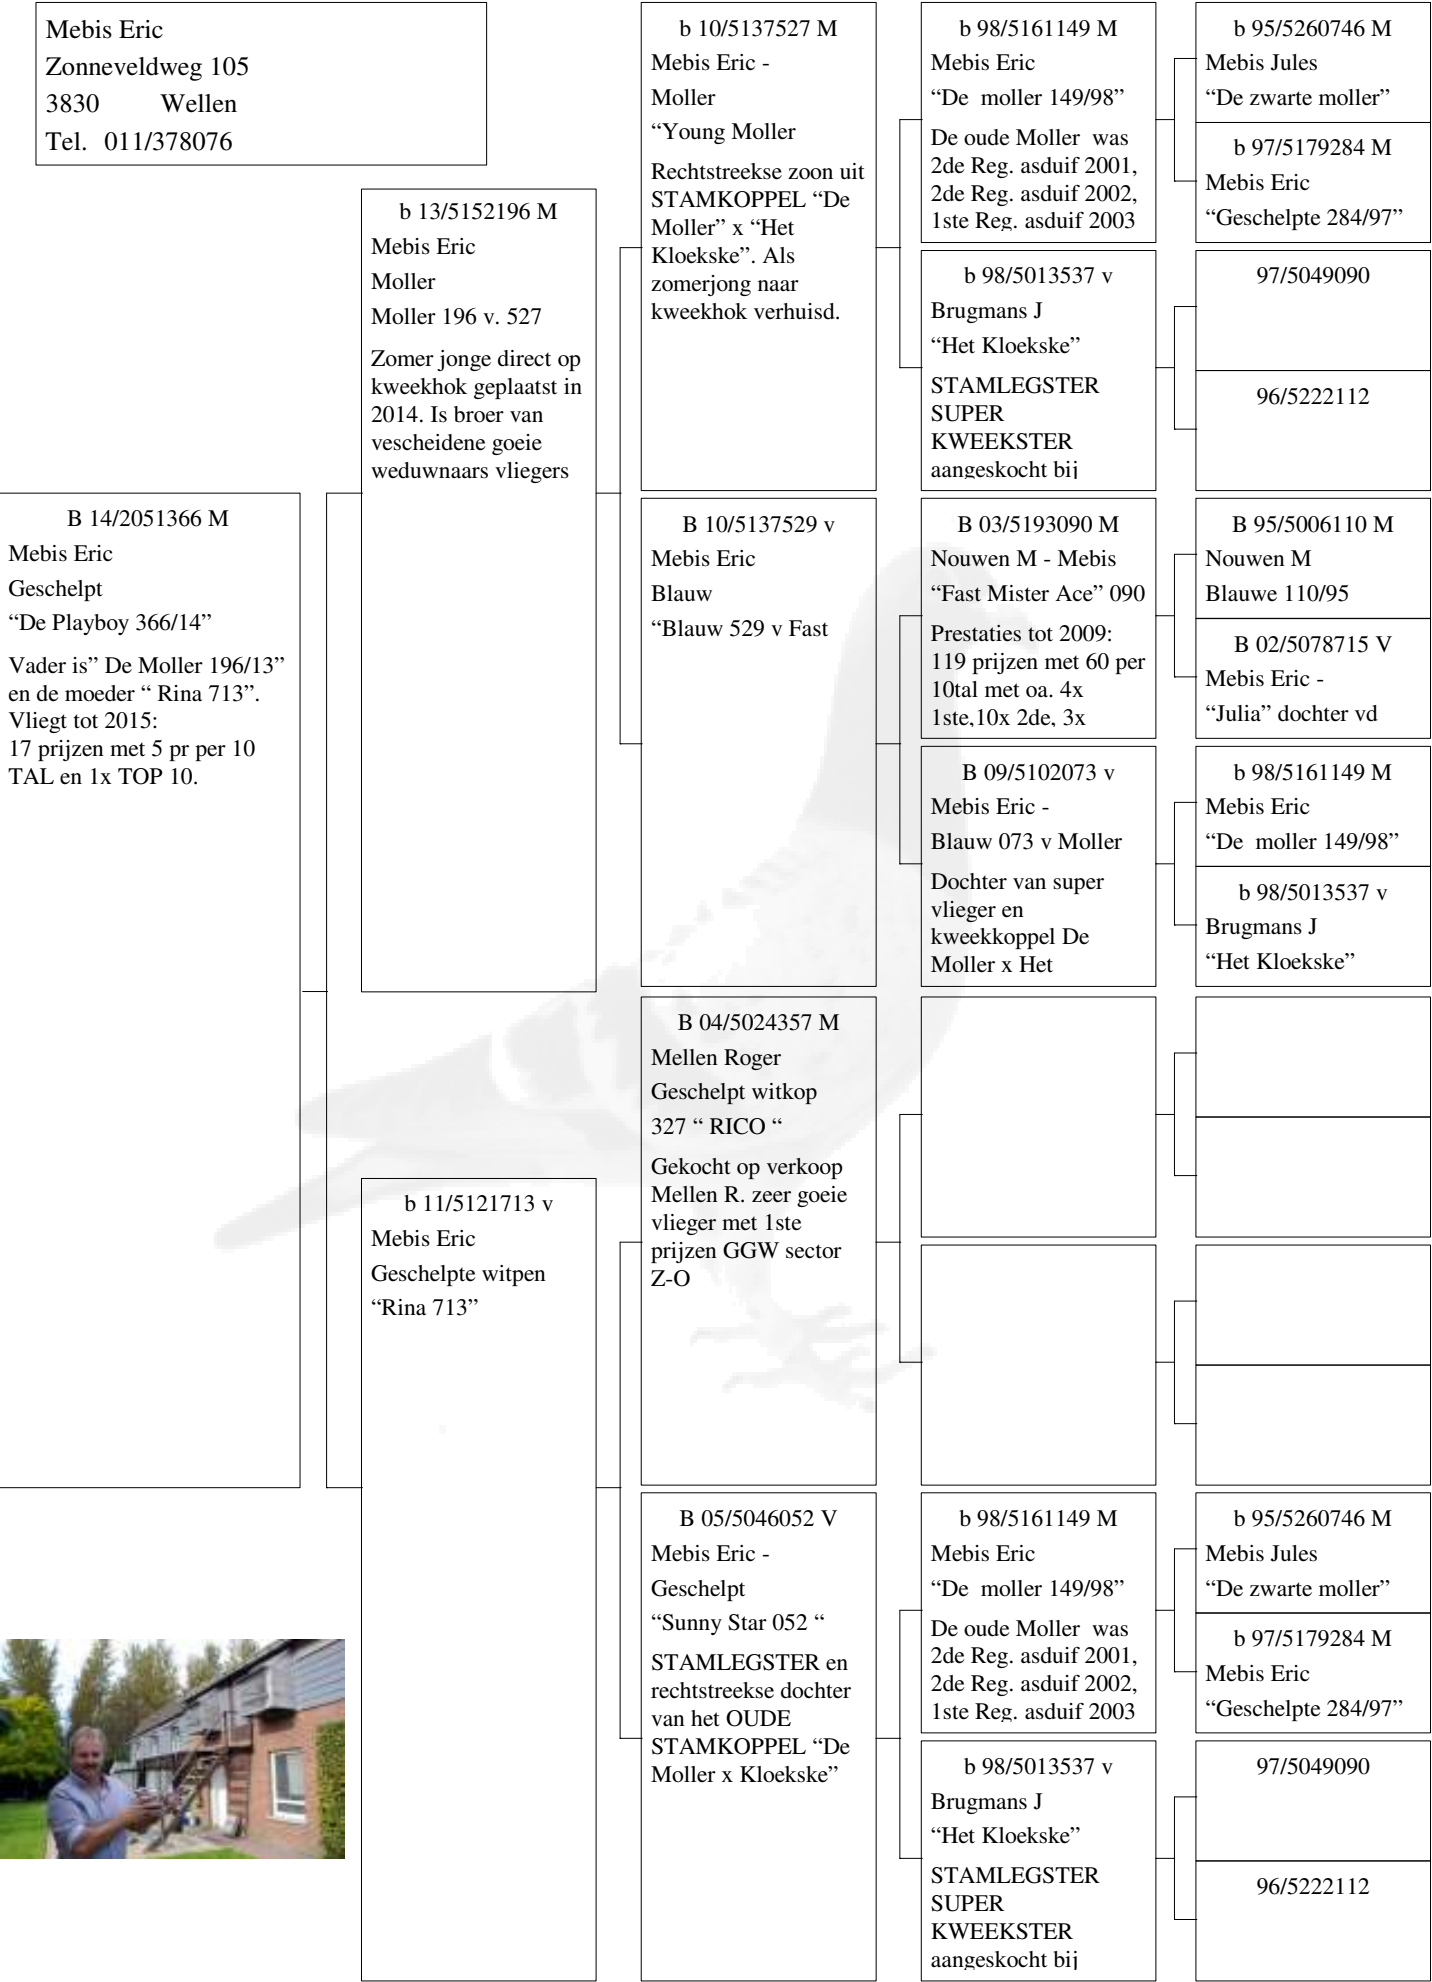 Mebis Eric
Zonneveldweg 105
3830 Wellen
Tel. 011/378076
B 14/2051366 M
Mebis Eric
Geschelpt
“De Playboy 366/14”
Vader is” De Moller 196/13”
en de moeder “ Rina 713”.
Vliegt tot 2015:
17 prijzen met 5 pr per 10
TAL en 1x TOP 10.
b 13/5152196 M
Mebis Eric
Moller
Moller 196 v. 527
Zomer jonge direct op
kweekhok geplaatst in
2014. Is broer van
vescheidene goeie
weduwnaars vliegers
b 11/5121713 v
Mebis Eric
Geschelpte witpen
“Rina 713”
b 10/5137527 M
Mebis Eric -
Moller
“Young Moller
Rechtstreekse zoon uit
STAMKOPPEL “De
Moller” x “Het
Kloekske”. Als
zomerjong naar
kweekhok verhuisd.
B 10/5137529 v
Mebis Eric
Blauw
“Blauw 529 v Fast
B 04/5024357 M
Mellen Roger
Geschelpt witkop
327 “ RICO “
Gekocht op verkoop
Mellen R. zeer goeie
vlieger met 1ste
prijzen GGW sector
Z-O
B 05/5046052 V
Mebis Eric -
Geschelpt
“Sunny Star 052 “
STAMLEGSTER en
rechtstreekse dochter
van het OUDE
STAMKOPPEL “De
Moller x Kloekske”
b 98/5161149 M
Mebis Eric
“De moller 149/98”
De oude Moller was
2de Reg. asduif 2001,
2de Reg. asduif 2002,
1ste Reg. asduif 2003
b 98/5013537 v
Brugmans J
“Het Kloekske”
STAMLEGSTER
SUPER
KWEEKSTER
aangeskocht bij
B 03/5193090 M
Nouwen M - Mebis
“Fast Mister Ace” 090
Prestaties tot 2009:
119 prijzen met 60 per
10tal met oa. 4x
1ste,10x 2de, 3x
B 09/5102073 v
Mebis Eric -
Blauw 073 v Moller
Dochter van super
vlieger en
kweekkoppel De
Moller x Het
b 98/5161149 M
Mebis Eric
“De moller 149/98”
De oude Moller was
2de Reg. asduif 2001,
2de Reg. asduif 2002,
1ste Reg. asduif 2003
b 98/5013537 v
Brugmans J
“Het Kloekske”
STAMLEGSTER
SUPER
KWEEKSTER
aangeskocht bij
b 95/5260746 M
Mebis Jules
“De zwarte moller”
b 97/5179284 M
Mebis Eric
“Geschelpte 284/97”
97/5049090
96/5222112
B 95/5006110 M
Nouwen M
Blauwe 110/95
B 02/5078715 V
Mebis Eric -
“Julia” dochter vd
b 98/5161149 M
Mebis Eric
“De moller 149/98”
b 98/5013537 v
Brugmans J
“Het Kloekske”
b 95/5260746 M
Mebis Jules
“De zwarte moller”
b 97/5179284 M
Mebis Eric
“Geschelpte 284/97”
97/5049090
96/5222112